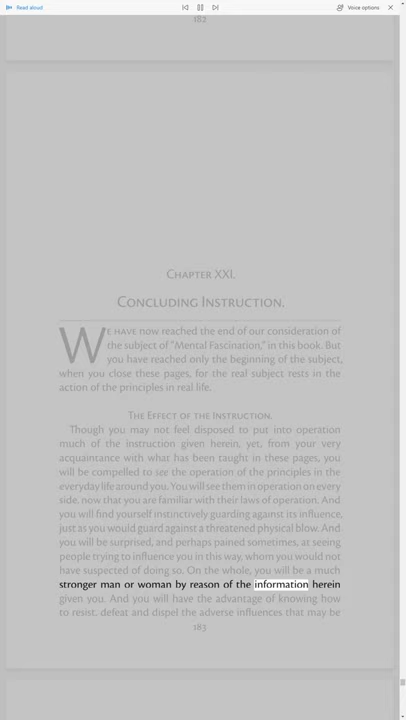 Read aloud
Voice options
182
Chapter XXI.
Concluding Instruction.
We have now reached the end of our consideration of
the subject of "Mental Fascination," in this book. But
you have reached only the beginning of the subject,
when you close these pages, for the real subject rests in the
action of the principles in real life.
The Effect of the Instruction.
Though you may not feel disposed to put into operation
much of the instruction given herein, yet, from your very
acquaintance with what has been taught in these pages, you
will be compelled to see the operation of the principles in the
everyday life around you. You will see them in operation on every
side, now that you are familiar with their laws of operation. And
you will find yourself instinctively guarding against its influence,
just as you would guard against a threatened physical blow. And
you will be surprised, and perhaps pained sometimes, at seeing
people trying to influence you in this way, whom you would not
have suspected of doing so. On the whole, you will be a much
stronger man or woman by reason of the information herein
given you. And you will have the advantage of knowing how
to resist, defeat and dispel the adverse influences that may be
183